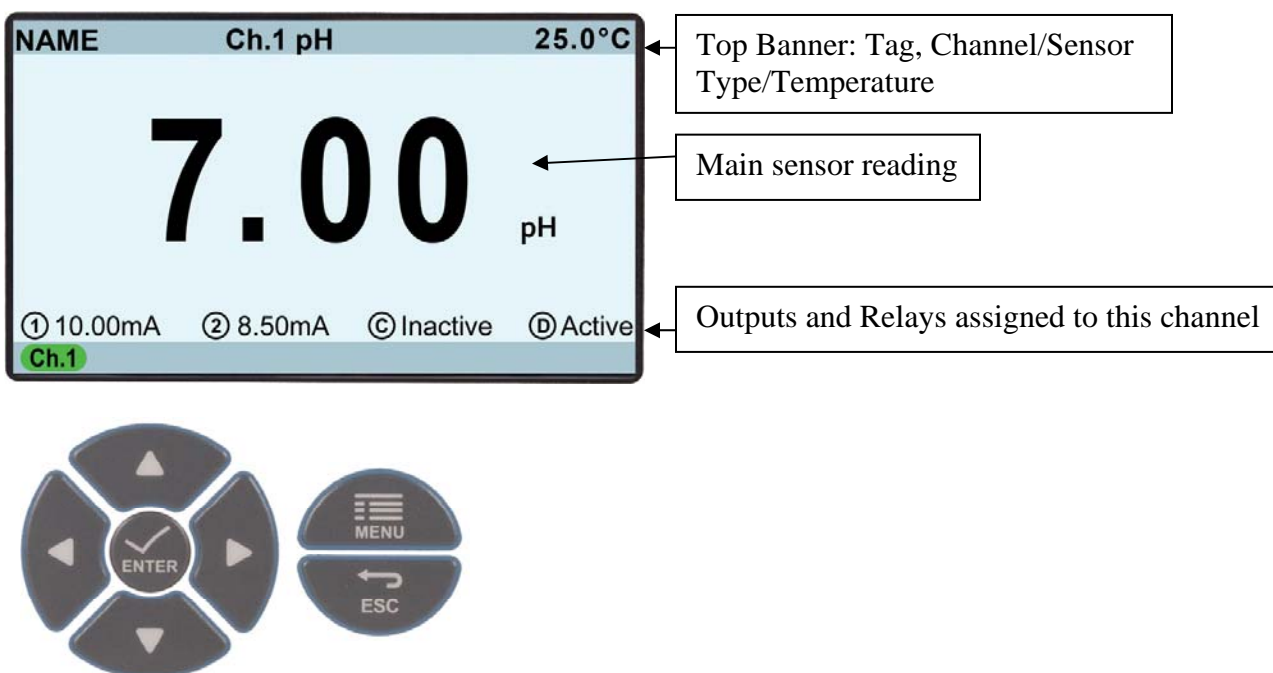 NAME Ch.1 pH 25.0°C
Top Banner: Tag, Channel/Sensor
Type/Temperature
7.00 pH
Main sensor reading
① 10.00mA ② 8.50mA Ⓒ Inactive Ⓓ Active
Outputs and Relays assigned to this channel
Ch.1
MENU
ENTER
ESC